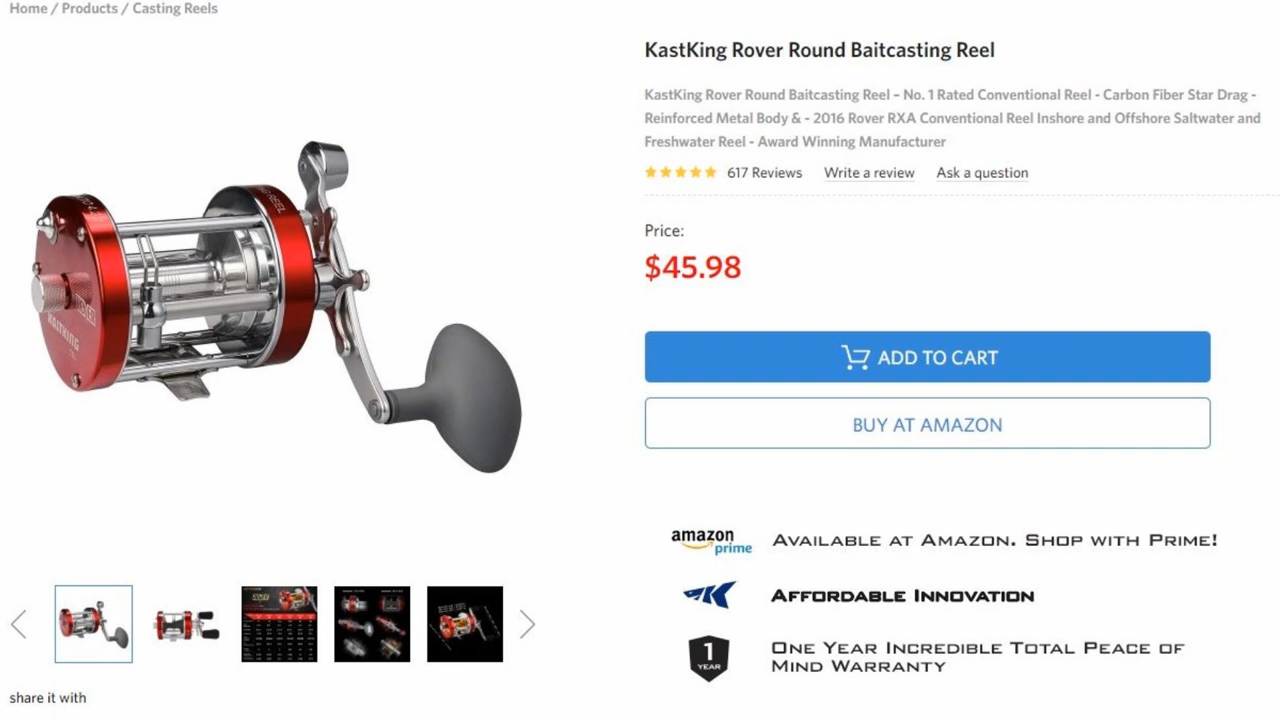 Home / Products / Casting Reels
KastKing Rover Round Baitcasting Reel
KastKing Rover Round Baitcasting Reel – No. 1 Rated Conventional Reel - Carbon Fiber Star Drag -
Reinforced Metal Body & - 2016 Rover RXA Conventional Reel Inshore and Offshore Saltwater and
Freshwater Reel - Award Winning Manufacturer
617 Reviews Write a review Ask a question
Price:
$45.98
ADD TO CART
BUY AT AMAZON
amazon
prime
AVAILABLE AT AMAZON. SHOP WITH PRIME!
AFFORDABLE INNOVATION
1
YEAR
ONE YEAR INCREDIBLE TOTAL PEACE OF
MIND WARRANTY
KASTKING
REEL
share it with